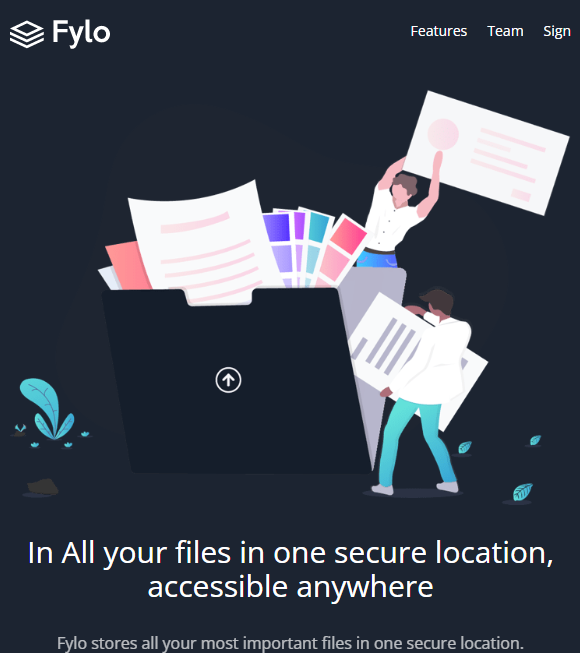 Fylo
Features Team Sign
In All your files in one secure location,
accessible anywhere
Fylo stores all your most important files in one secure location.